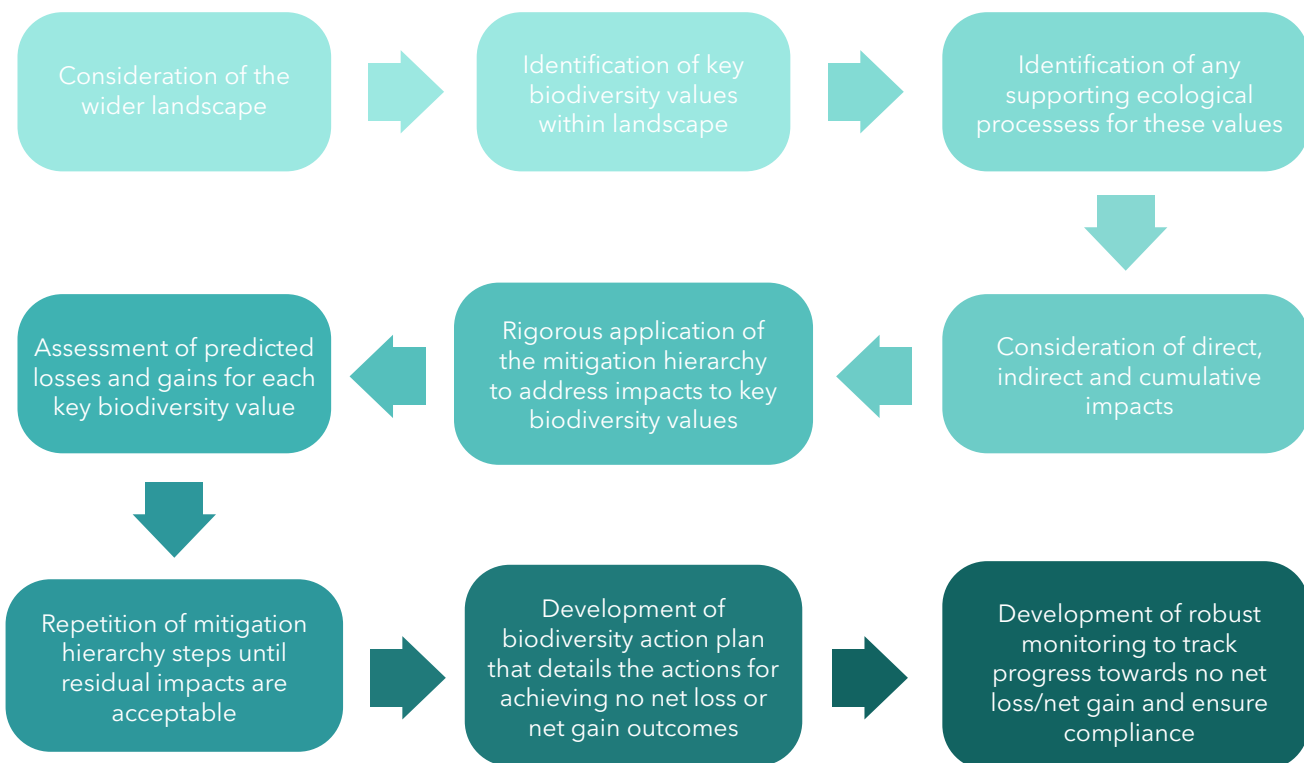 Consideration of the
wider landscape
Identification of key
biodiversity values
within landscape
Identification of any
supporting ecological
processess for these values
Consideration of direct,
indirect and cumulative
impacts
Rigorous application of
the mitigation hierarchy
to address impacts to key
biodiversity values
Assessment of predicted
losses and gains for each
key biodiversity value
Repetition of mitigation
hierarchy steps until
residual impacts are
acceptable
Development of
biodiversity action plan
that details the actions for
achieving no net loss or
net gain outcomes
Development of robust
monitoring to track
progress towards no net
loss/net gain and ensure
compliance